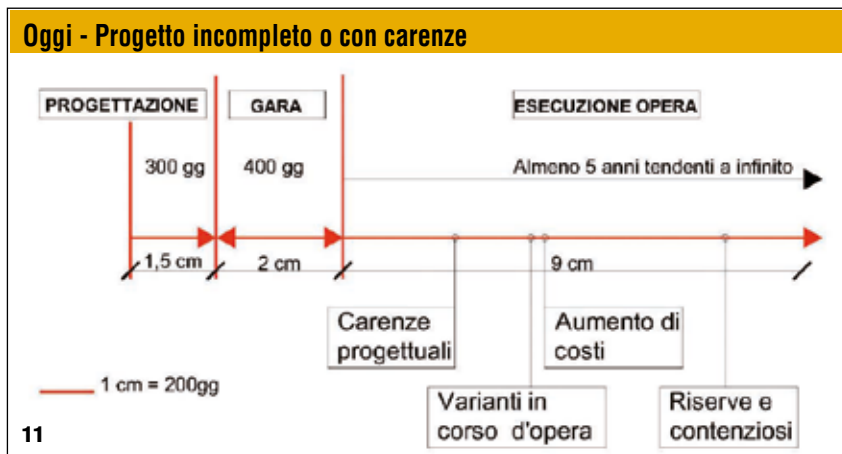 Oggi - Progetto incompleto o con carenze
PROGETTAZIONE
GARA
ESECUZIONE OPERA
300 gg
400 gg
Almeno 5 anni tendenti a infinito
1,5 cm
2 cm
9 cm
Carenze
progettuali
Aumento di
costi
1 cm = 200gg
Varianti in
corso d'opera
Riserve e
contenziosi
11